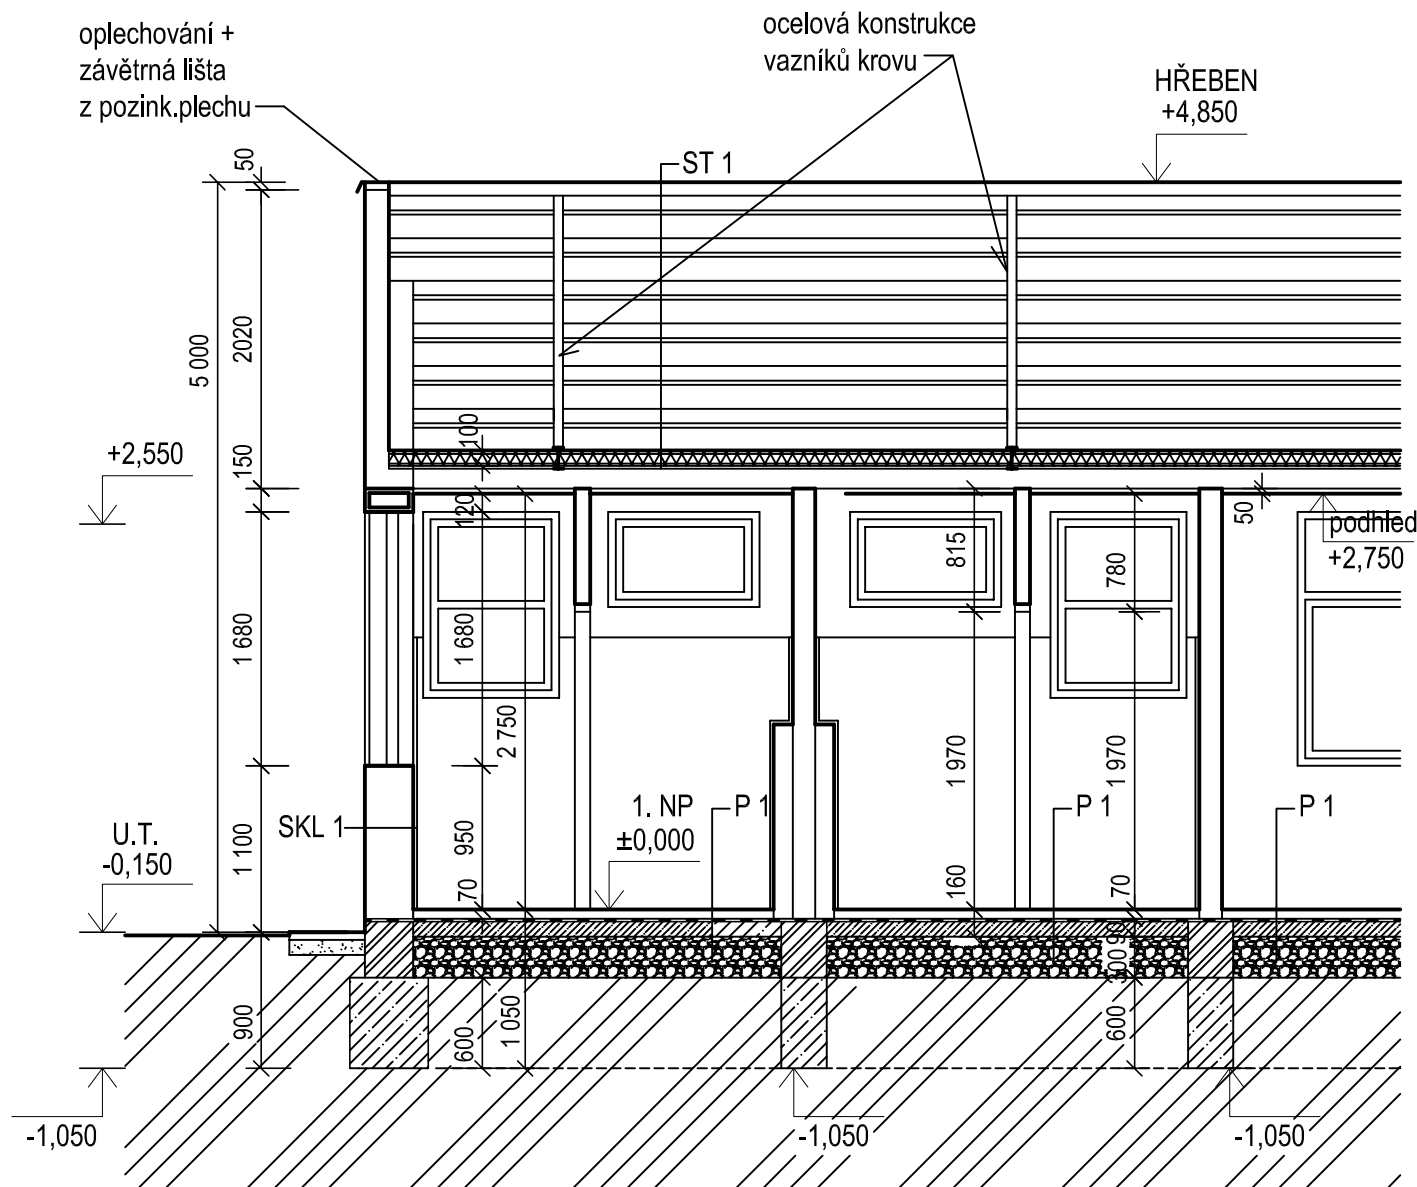 oplechování +
závětrná lišta
z pozink.plechu
ocelová konstrukce
vazníků krovu
HŘEBEN
+4,850
ST 1
50
5 000
2020
150
100
+2,550
120
50
podhled
+2,750
815
780
1 680
1 680
2 750
1 970
1 970
1. NP
±0,000
P 1
P 1
P 1
SKL 1
U.T.
-0,150
1 100
950
70
160
70
90
300
900
600
1 050
600
-1,050
-1,050
-1,050